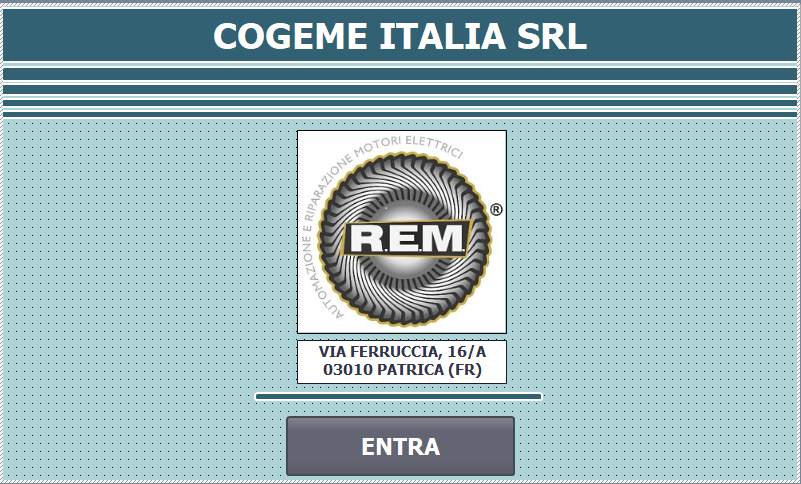 COGEME ITALIA SRL
AUTOMAZIONE E RIPARAZIONE MOTORI ELETTRICI
®
R.E.M.
VIA FERRUCCIA, 16/A
03010 PATRICA (FR)
ENTRA